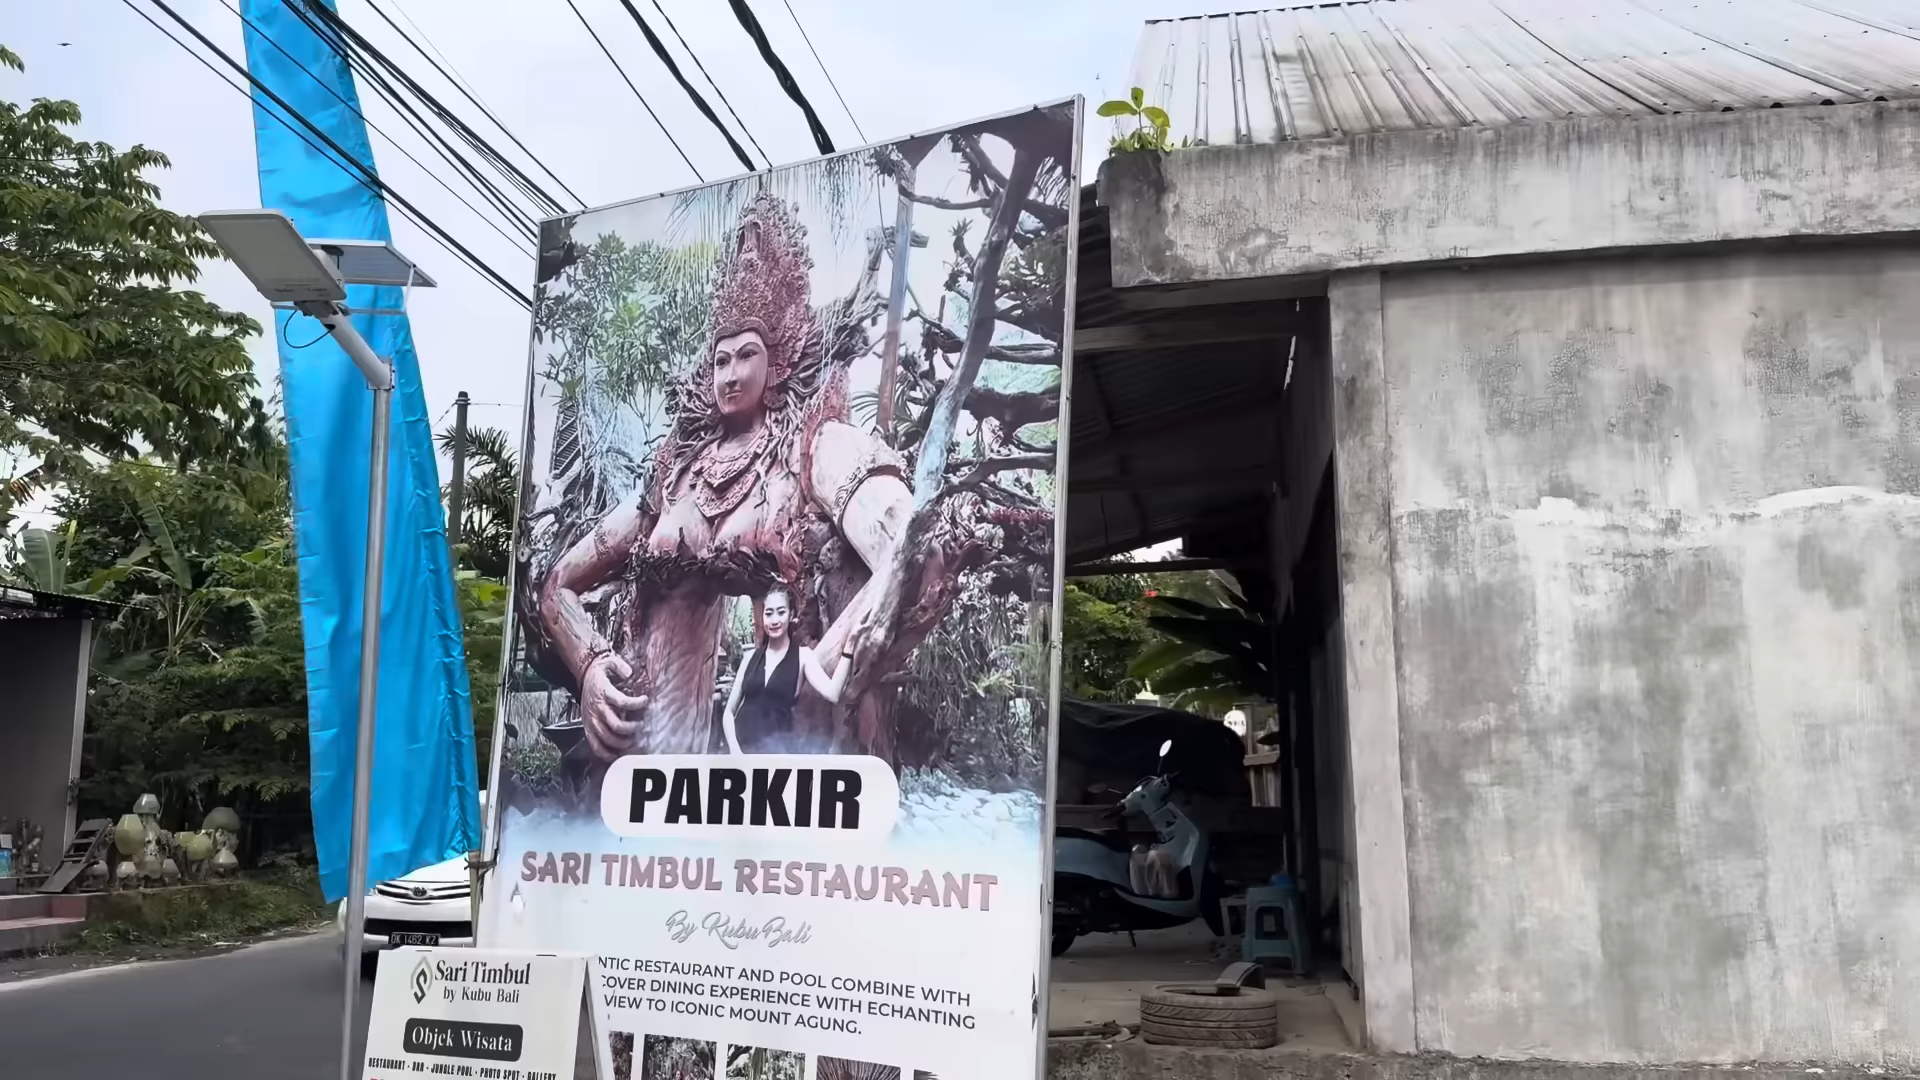 PARKIR
SARI TIMBUL RESTAURANT
By Kubu Bali
NTIC RESTAURANT AND POOL COMBINE WITH
COVER DINING EXPERIENCE WITH ECHANTING
VIEW TO ICONIC MOUNT AGUNG.
DK 1462 KZ
Sari Timbul
by Kubu Bali
Objek Wisata
RESTAURANT - BAR - JUNGLE POOL - PHOTO SPOT - GALLERY